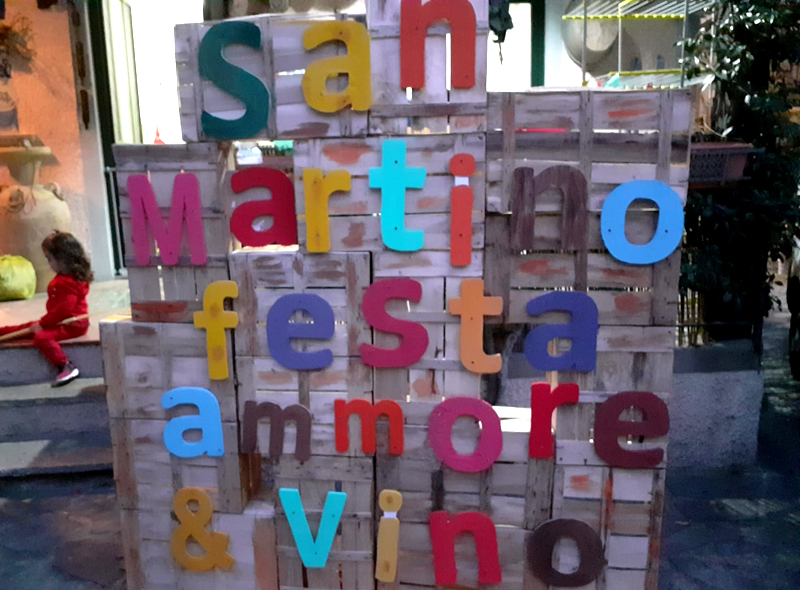 san
Martino
festa
ammore
& vino